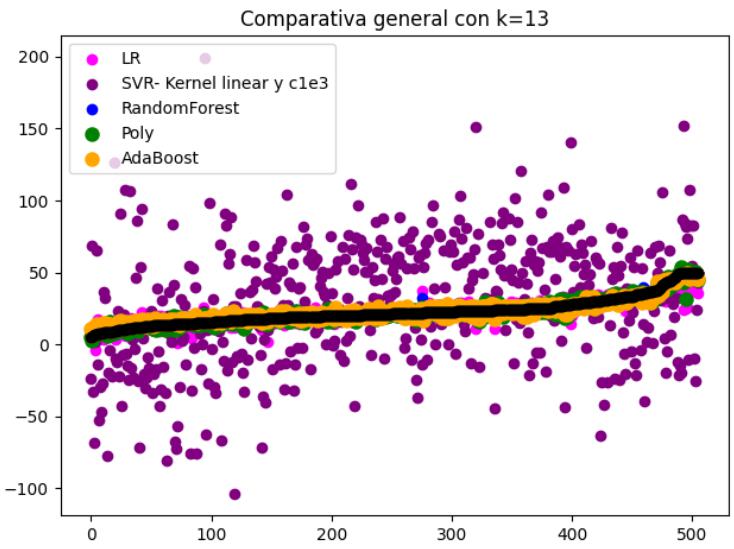 Comparativa general con k=13
200
150
100
50
0
−50
−100
LR
SVR- Kernel linear y c1e3
RandomForest
Poly
AdaBoost
0
100
200
300
400
500